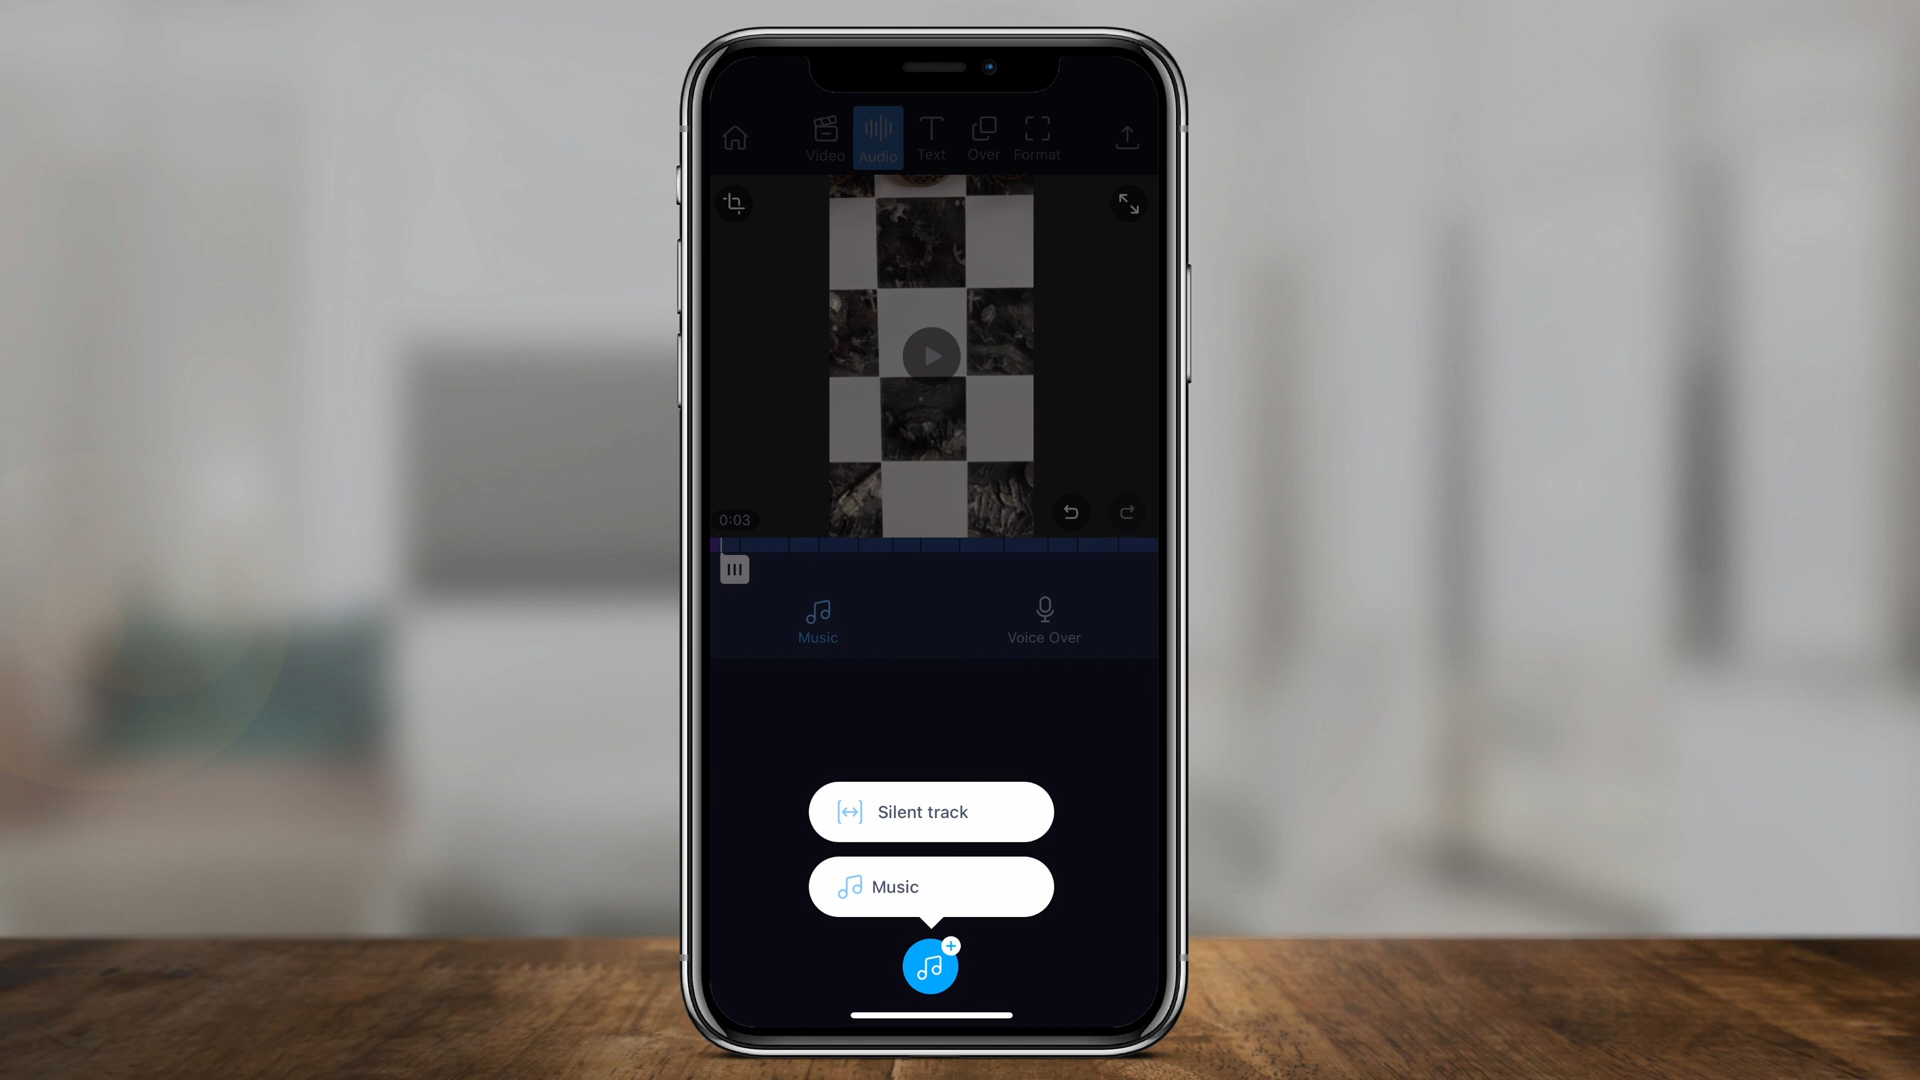 Video Audio Text Over Format
0:03
Music Voice Over
Silent track
Music